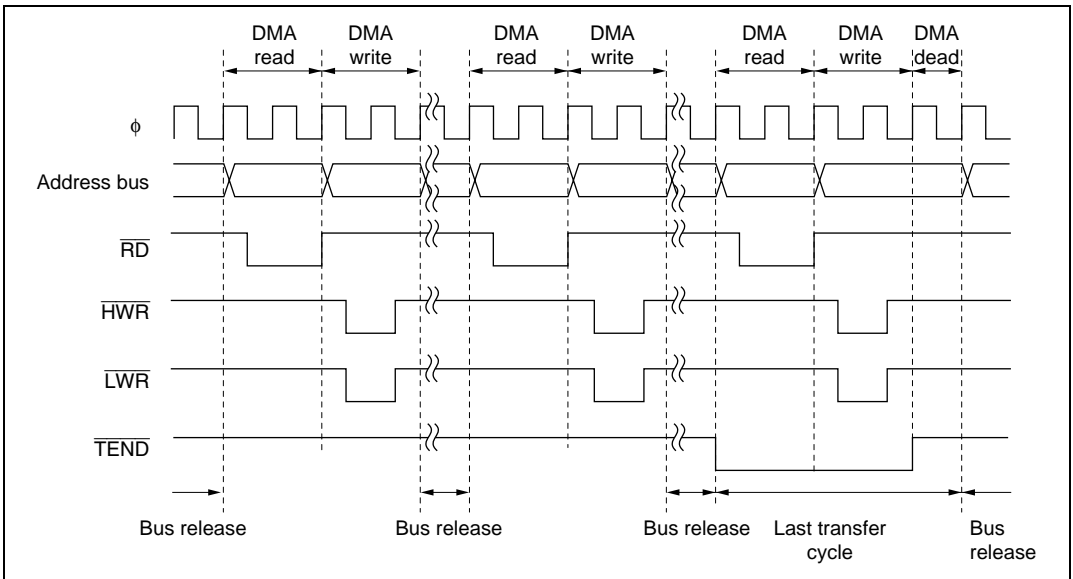 DMA read
DMA write
DMA read
DMA write
DMA read
DMA write
DMA dead
ϕ
Address bus
RD
HWR
LWR
TEND
Bus release
Bus release
Bus release
Last transfer cycle
Bus release